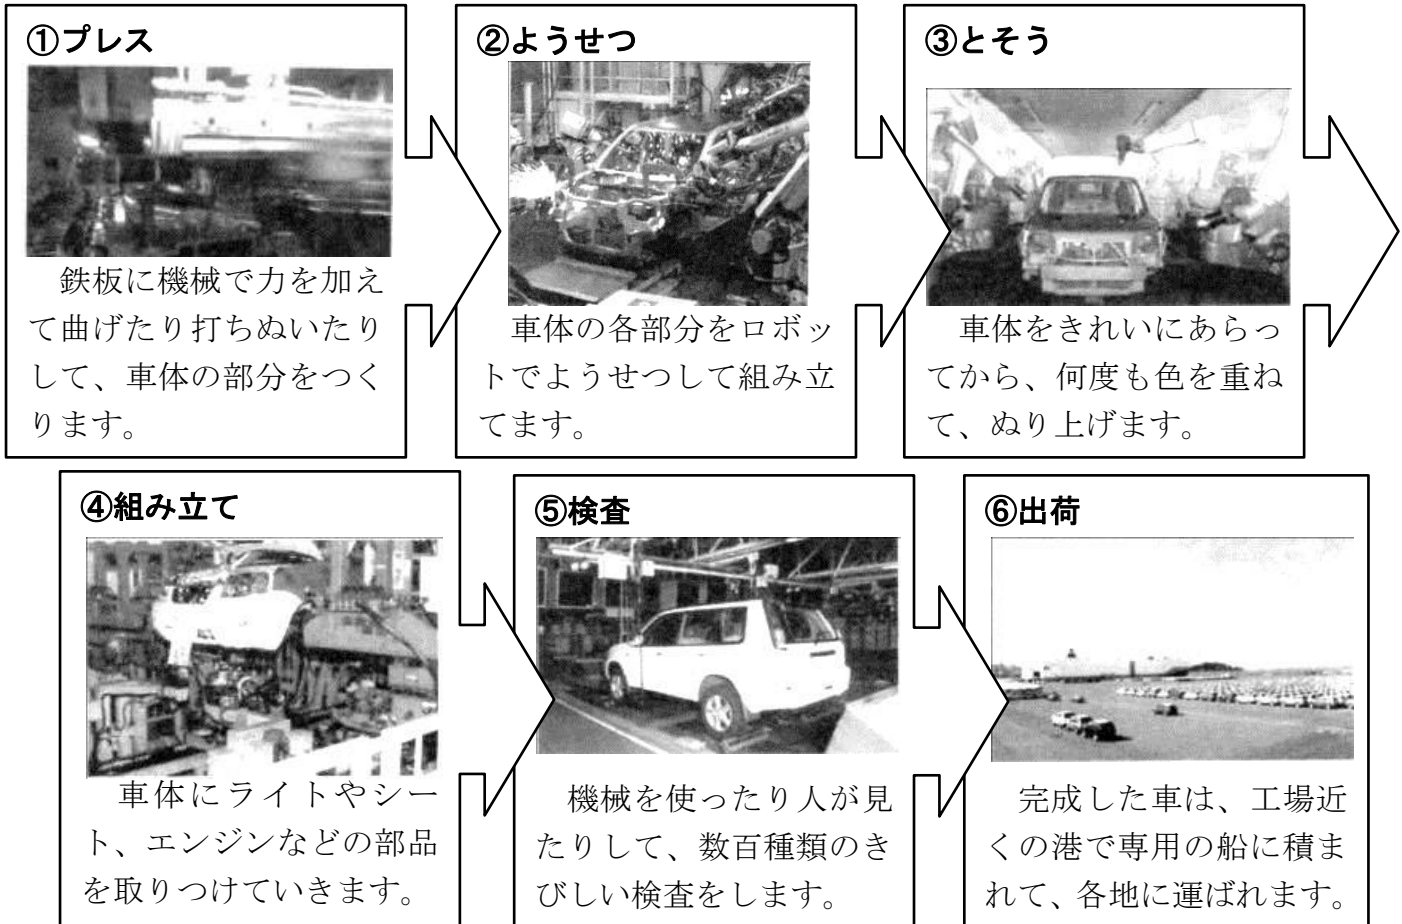 ①プレス
鉄板に機械で力を加え
て曲げたり打ちぬいたり
して、車体の部分をつく
ります。
②ようせつ
車体の各部分をロボッ
トでようせつして組み立
てます。
③とそう
車体をきれいにあらっ
てから、何度も色を重ね
て、ぬり上げます。
④組み立て
車体にライトやシー
ト、エンジンなどの部品
を取りつけていきます。
⑤検査
機械を使ったり人が見
たりして、数百種類のき
びしい検査をします。
⑥出荷
完成した車は、工場近
くの港で専用の船に積ま
れて、各地に運ばれます。